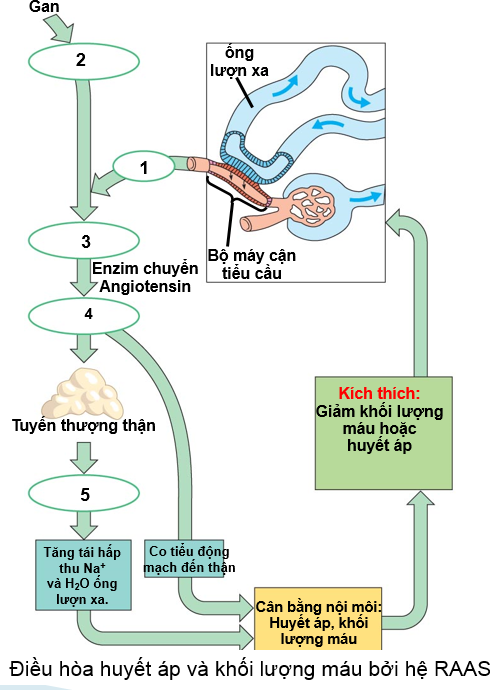 Gan
2
ống
lượn xa
1
Bộ máy cận
tiểu cầu
3
Enzim chuyển
Angiotensin
4
Kích thích:
Giảm khối lượng
máu hoặc
huyết áp
Tuyến thượng thận
5
Tăng tái hấp
thu Na⁺
và H₂O ống
lượn xa.
Co tiểu động
mạch đến thận
Cân bằng nội môi:
Huyết áp, khối
lượng máu
Điều hòa huyết áp và khối lượng máu bởi hệ RAAS